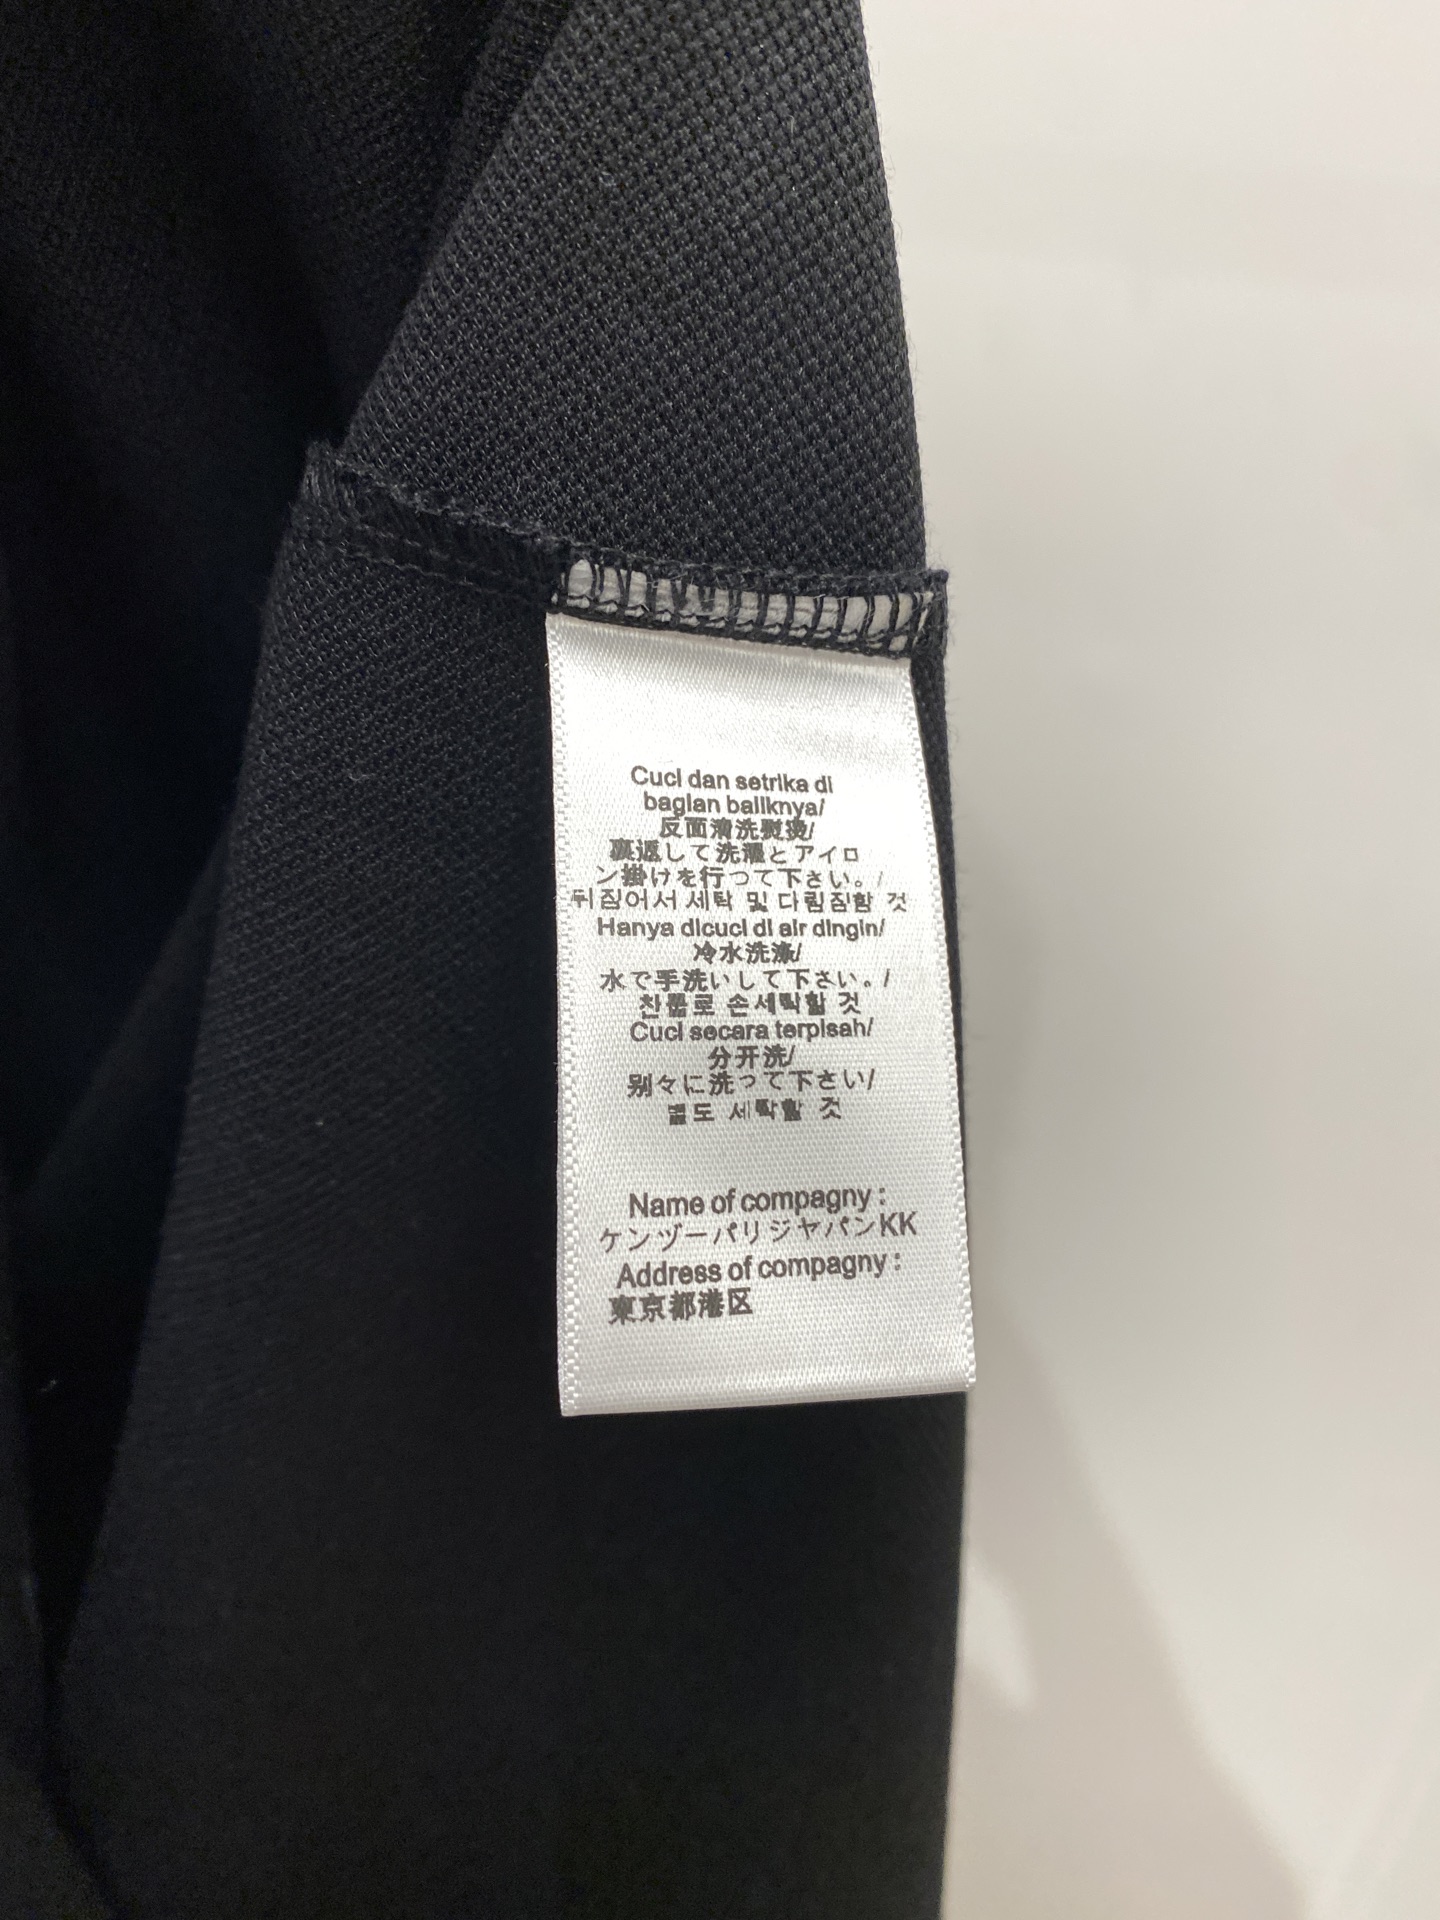 Cuci dan setrika di
bagian baliknya/
反面清洗熨烫/
裏返して洗濯とアイロ
ン掛けを行つて下さい。/
뒤집어서 세탁 및 다림질할 것
Hanya dicuci di air dingin/
冷水洗涤/
水で手洗いして下さい。/
찬물로 손세탁할 것
Cuci secara terpisah/
分开洗/
别々に洗って下さい/
별도 세탁할 것
Name of compagny :
ケンヅーパリジヤパンKK
Address of compagny :
東京都港区